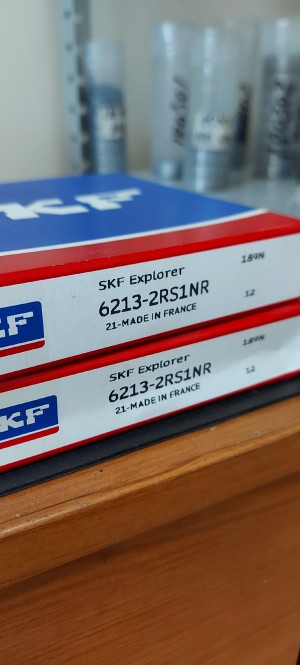 SKF
SKF Explorer
189N
6213-2RS1NR
12
21-MADE IN FRANCE
SKF
SKF Explorer
189N
6213-2RS1NR
12
21-MADE IN FRANCE
SKF